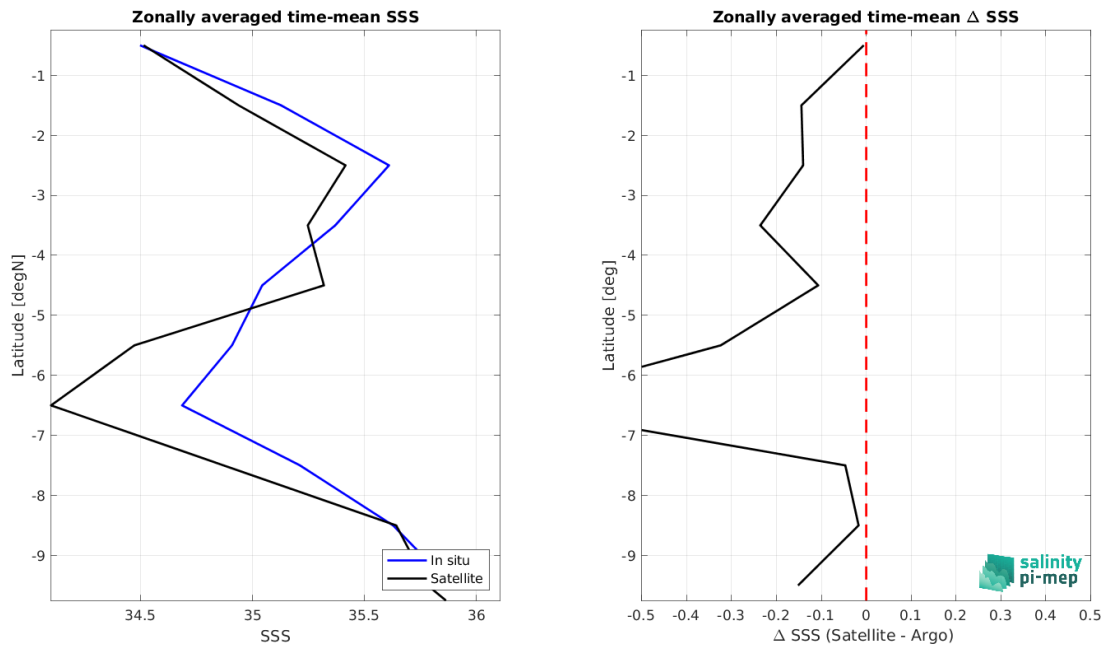 Zonally averaged time-mean SSS
-1
-2
-3
-4
-5
-6
-7
-8
-9
Latitude [degN]
34.5 35 35.5 36
SSS
In situ
Satellite
Zonally averaged time-mean Δ SSS
-1
-2
-3
-4
-5
-6
-7
-8
-9
Latitude [deg]
-0.5 -0.4 -0.3 -0.2 -0.1 0 0.1 0.2 0.3 0.4 0.5
Δ SSS (Satellite - Argo)
salinity
pi-mep